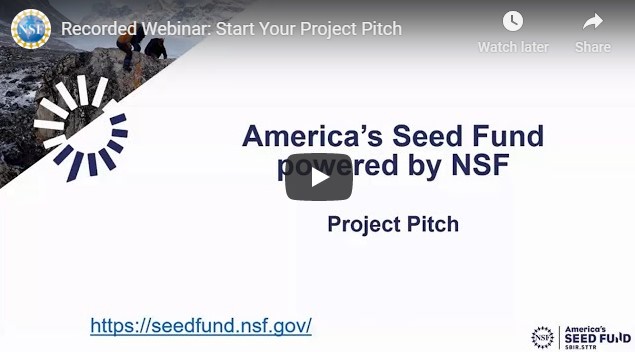 NSF
Recorded Webinar: Start Your Project Pitch
Watch later
Share
America's Seed Fund
powered by NSF
Project Pitch
https://seedfund.nsf.gov/
NSF
America's
SEED FUND
SBIR.STTR